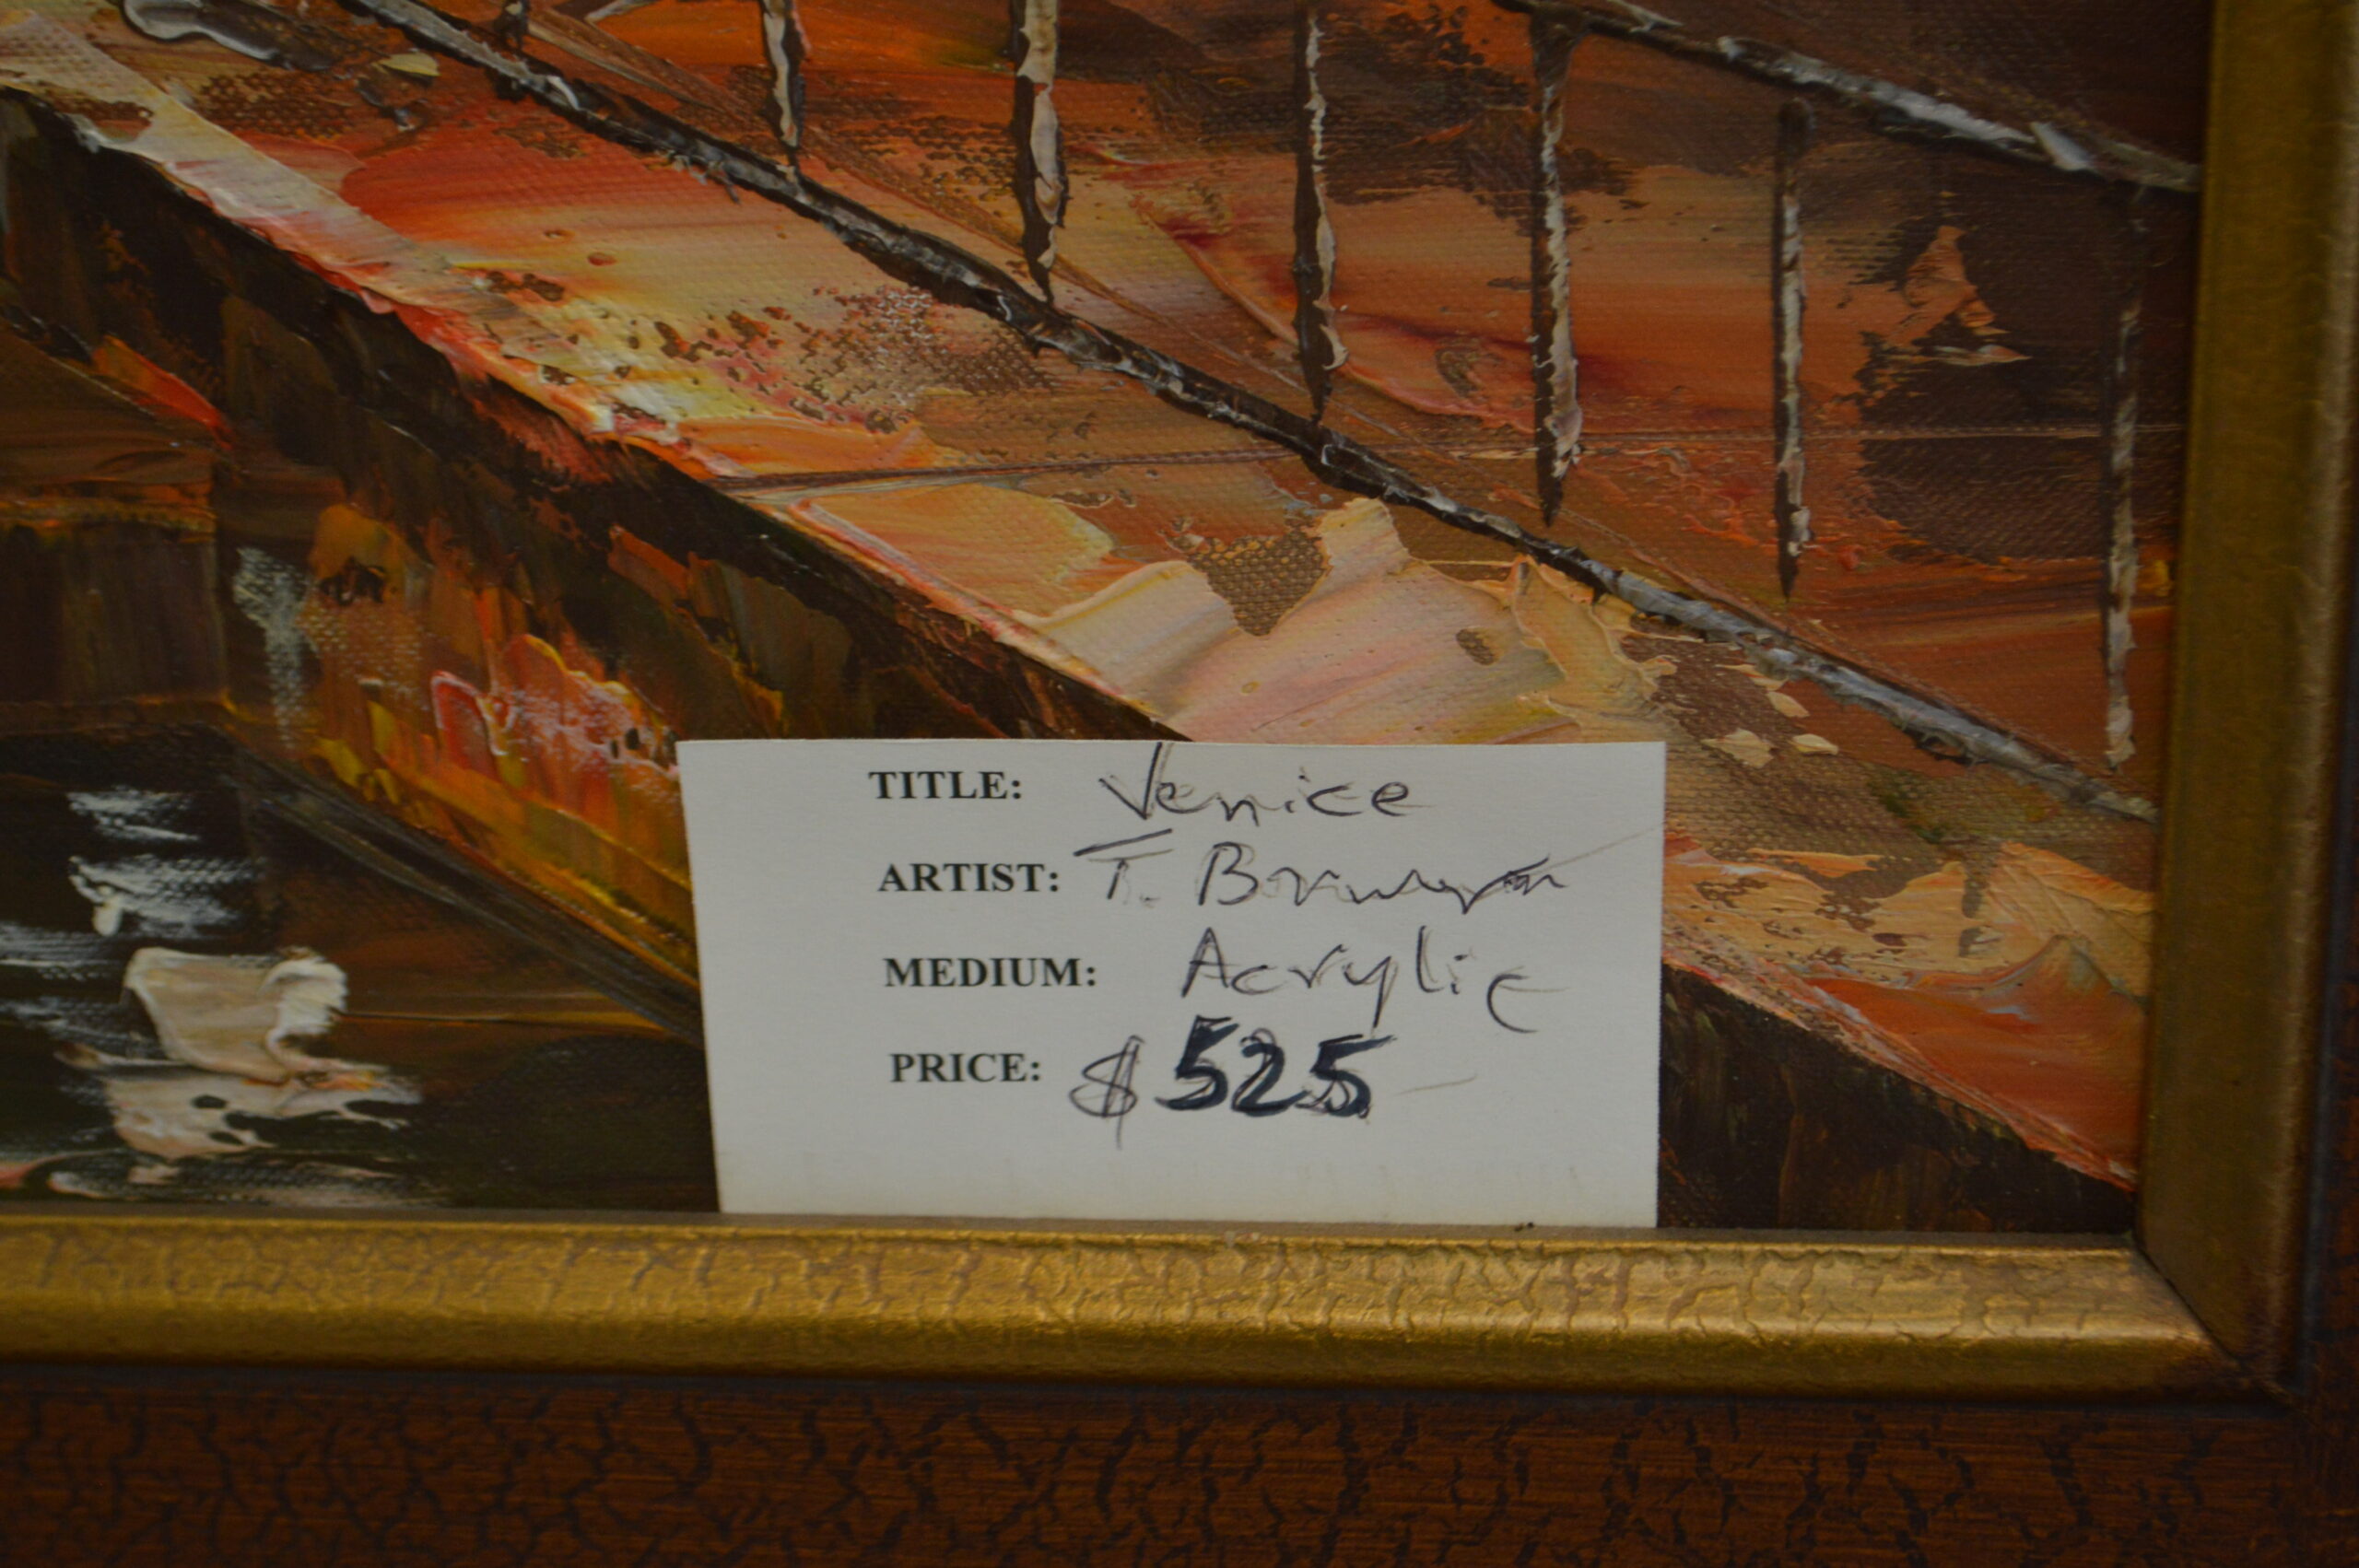 TITLE: Venice
ARTIST: T.
MEDIUM: Acrylic
PRICE: $525